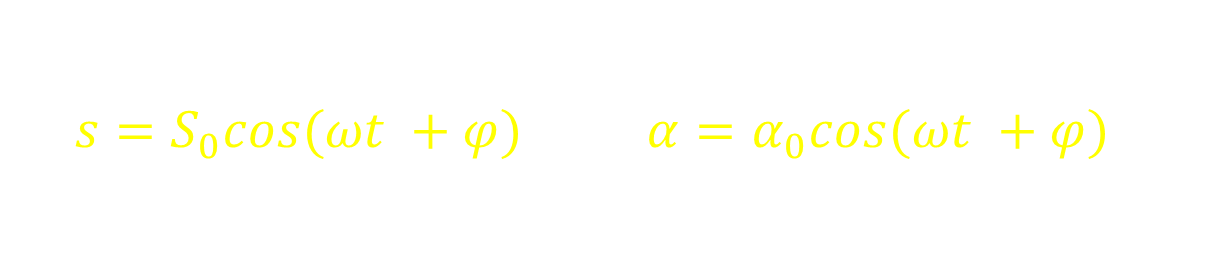 s = S₀cos(ωt + φ) α = α₀cos(ωt + φ)